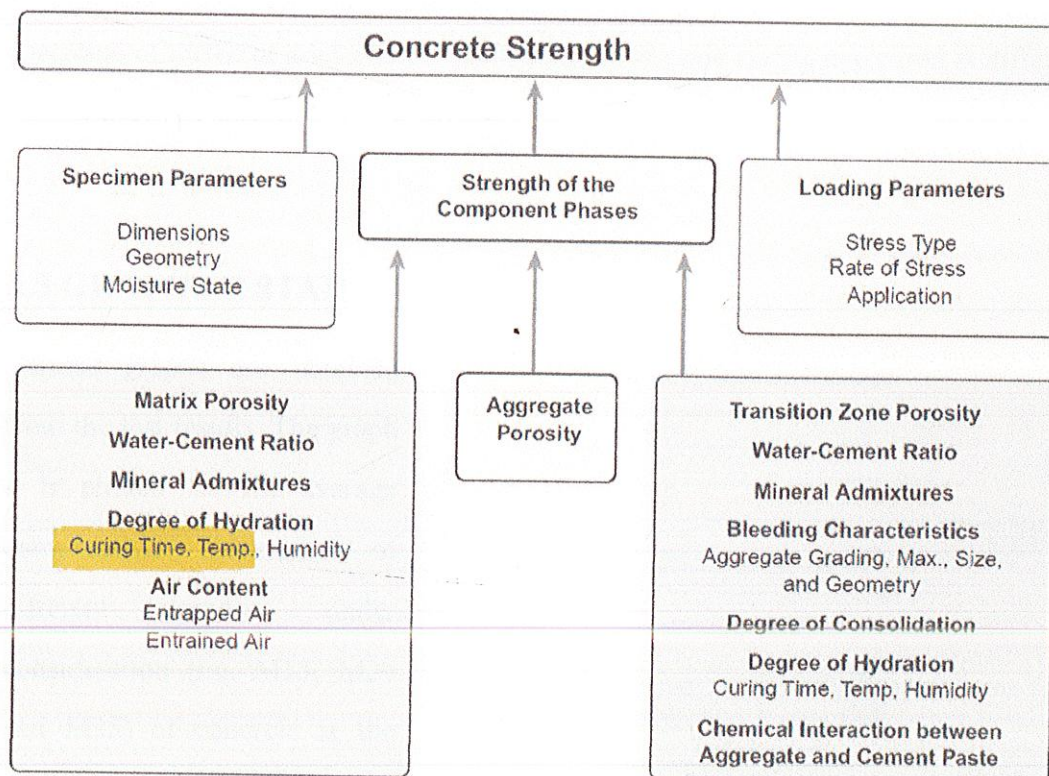 Concrete Strength
Specimen Parameters
Dimensions
Geometry
Moisture State
Strength of the
Component Phases
Loading Parameters
Stress Type
Rate of Stress
Application
Matrix Porosity
Water-Cement Ratio
Mineral Admixtures
Degree of Hydration
Curing Time, Temp., Humidity
Air Content
Entrapped Air
Entrained Air
Aggregate
Porosity
Transition Zone Porosity
Water-Cement Ratio
Mineral Admixtures
Bleeding Characteristics
Aggregate Grading, Max., Size,
and Geometry
Degree of Consolidation
Degree of Hydration
Curing Time, Temp, Humidity
Chemical Interaction between
Aggregate and Cement Paste